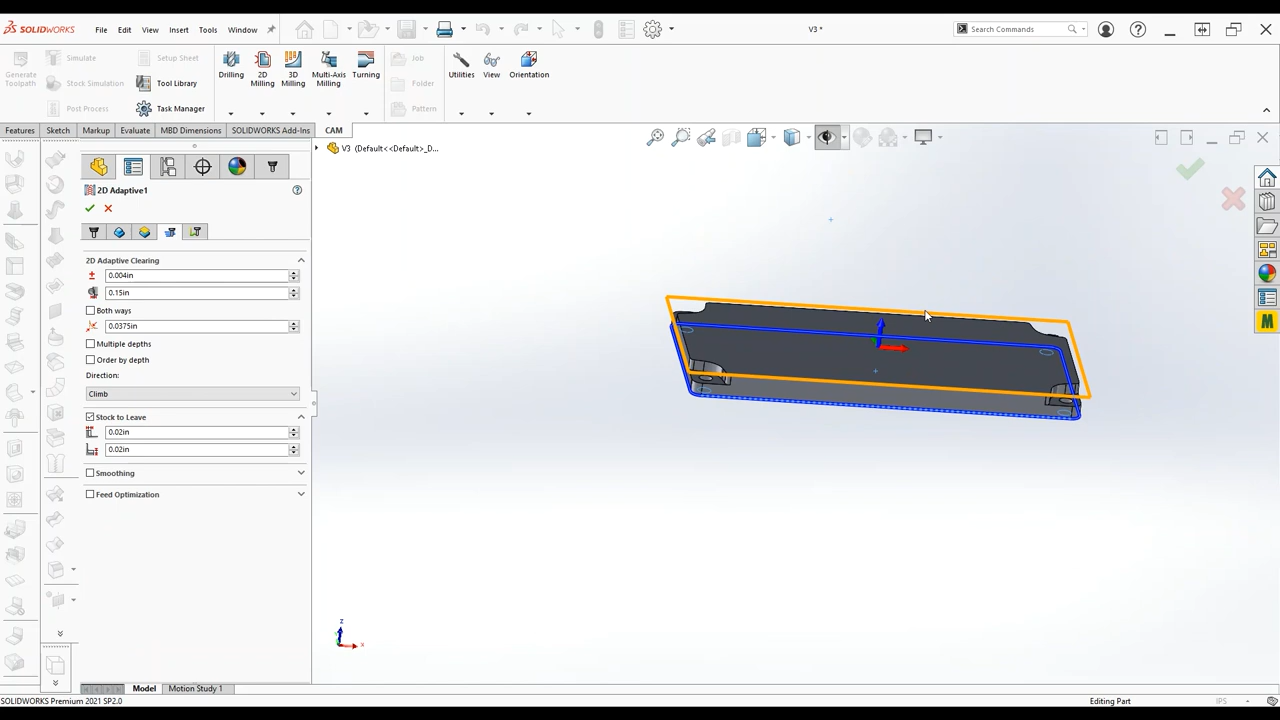 SOLIDWORKS File Edit View Insert Tools Window V3 * Search Commands
Generate Toolpath Simulate Stock Simulation Post Process Setup Sheet Tool Library Task Manager Drilling 2D Milling 3D Milling Multi-Axis Milling Turning Job Folder Pattern Utilities View Orientation
Features Sketch Markup Evaluate MBD Dimensions SOLIDWORKS Add-Ins CAM
V3 (Default<<Default>_D...
2D Adaptive1
2D Adaptive Clearing
0.004in
0.15in
Both ways
0.0375in
Multiple depths
Order by depth
Direction:
Climb
Stock to Leave
0.02in
0.02in
Smoothing
Feed Optimization
z
x
Model Motion Study 1
SOLIDWORKS Premium 2021 SP2.0 Editing Part IPS
M